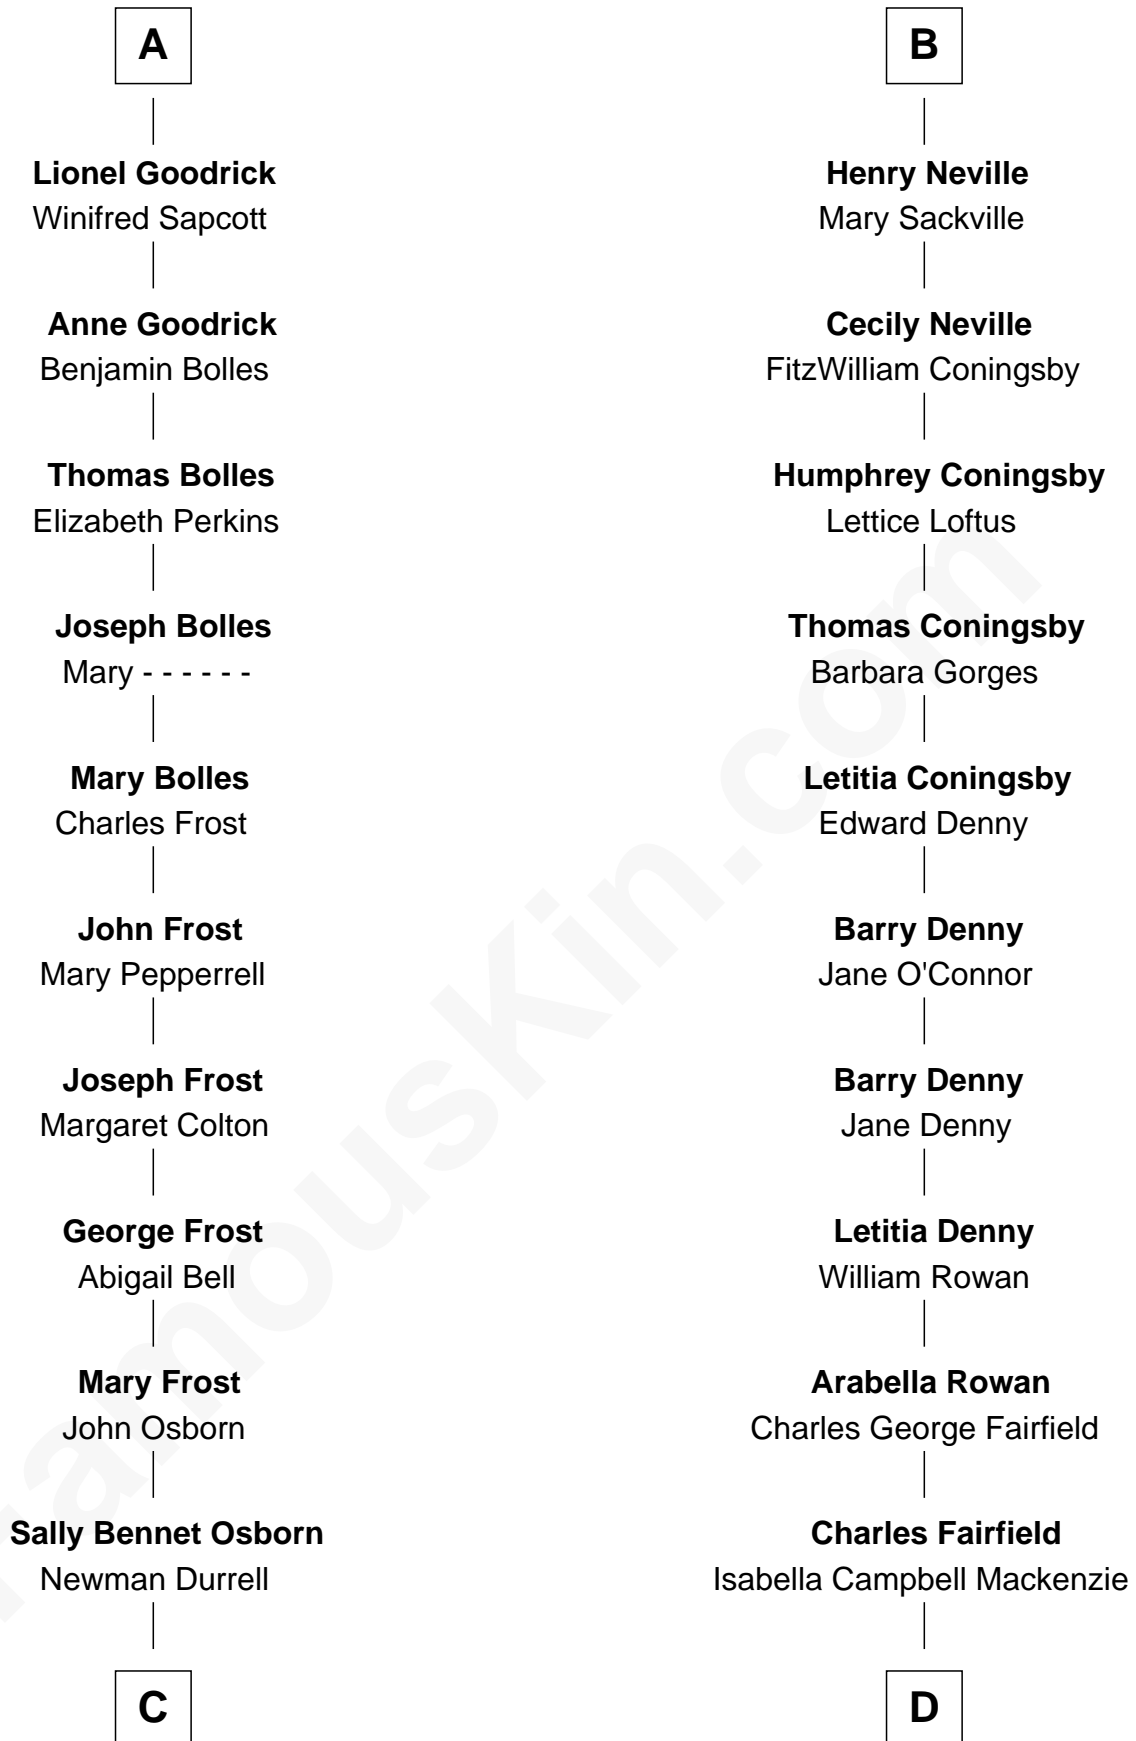 A
Lionel Goodrick
Winifred Sapcott
Anne Goodrick
Benjamin Bolles
Thomas Bolles
Elizabeth Perkins
Joseph Bolles
Mary - - - - - -
Mary Bolles
Charles Frost
John Frost
Mary Pepperrell
Joseph Frost
Margaret Colton
George Frost
Abigail Bell
Mary Frost
John Osborn
Sally Bennet Osborn
Newman Durrell
C
B
Henry Neville
Mary Sackville
Cecily Neville
FitzWilliam Coningsby
Humphrey Coningsby
Lettice Loftus
Thomas Coningsby
Barbara Gorges
Letitia Coningsby
Edward Denny
Barry Denny
Jane O'Connor
Barry Denny
Jane Denny
Letitia Denny
William Rowan
Arabella Rowan
Charles George Fairfield
Charles Fairfield
Isabella Campbell Mackenzie
D
FamousKin.com